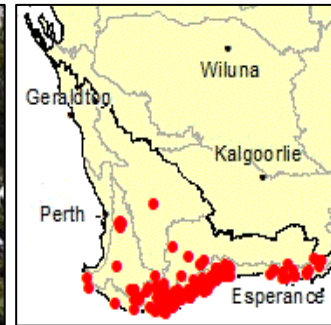 Wiluna
Geraldton
Kalgoorlie
Perth
Esperance